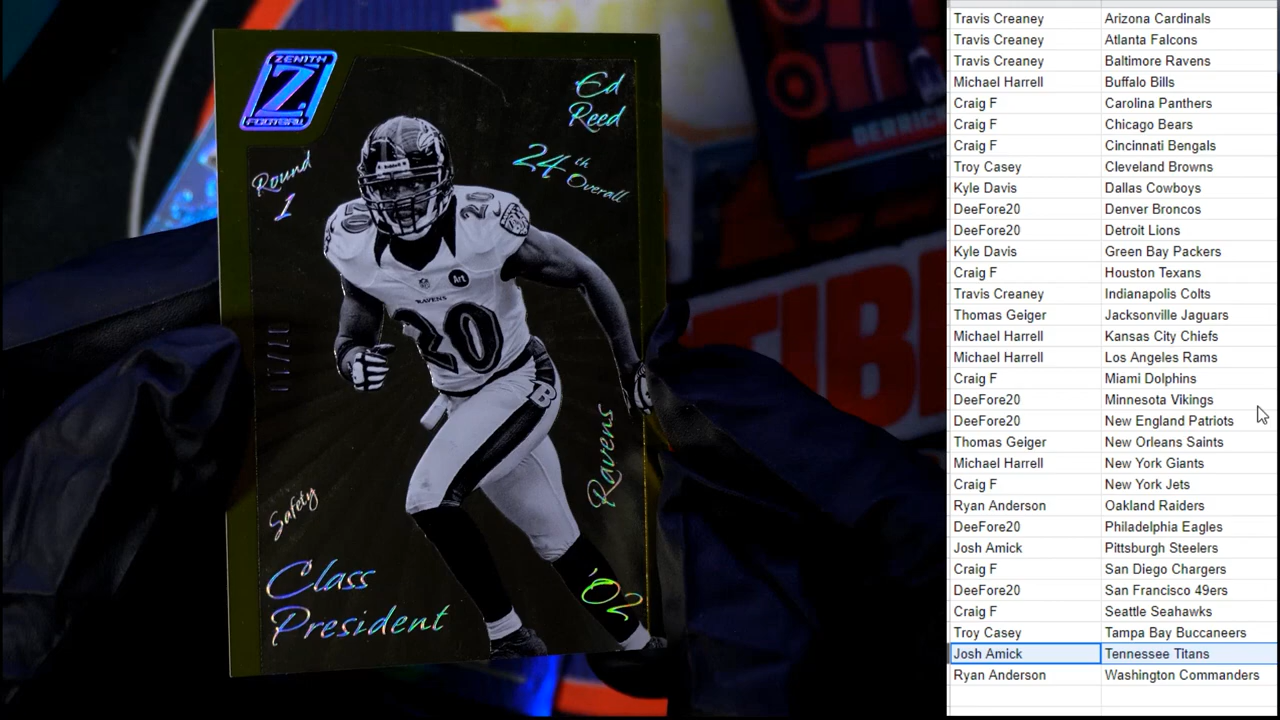 ZENITH
Z
FOOTBALL
Ed
Reed
24th
Overall
Round
1
20
20
Art
RAVENS
20
B
Ravens
Safety
Class
President
'02
Travis Creaney Arizona Cardinals
Travis Creaney Atlanta Falcons
Travis Creaney Baltimore Ravens
Michael Harrell Buffalo Bills
Craig F Carolina Panthers
Craig F Chicago Bears
Craig F Cincinnati Bengals
Troy Casey Cleveland Browns
Kyle Davis Dallas Cowboys
DeeFore20 Denver Broncos
DeeFore20 Detroit Lions
Kyle Davis Green Bay Packers
Craig F Houston Texans
Travis Creaney Indianapolis Colts
Thomas Geiger Jacksonville Jaguars
Michael Harrell Kansas City Chiefs
Michael Harrell Los Angeles Rams
Craig F Miami Dolphins
DeeFore20 Minnesota Vikings
DeeFore20 New England Patriots
Thomas Geiger New Orleans Saints
Michael Harrell New York Giants
Craig F New York Jets
Ryan Anderson Oakland Raiders
DeeFore20 Philadelphia Eagles
Josh Amick Pittsburgh Steelers
Craig F San Diego Chargers
DeeFore20 San Francisco 49ers
Craig F Seattle Seahawks
Troy Casey Tampa Bay Buccaneers
Josh Amick Tennessee Titans
Ryan Anderson Washington Commanders